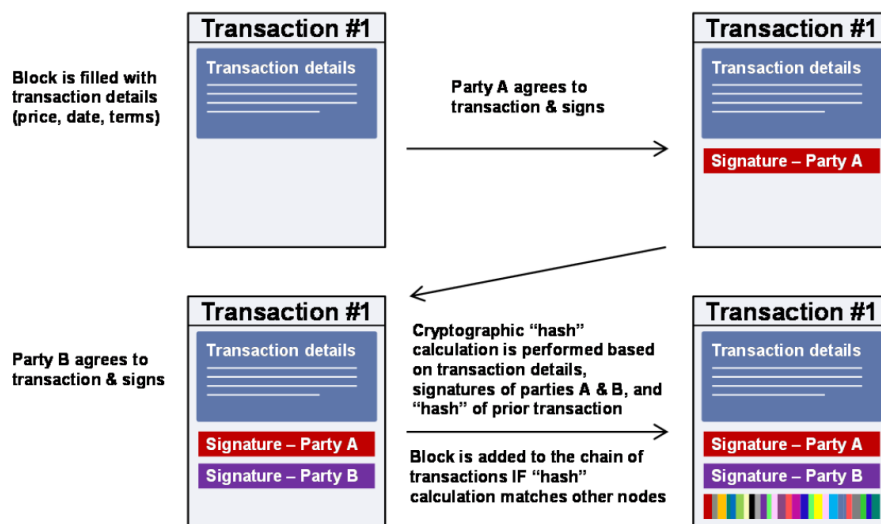 Transaction #1
Transaction details
Block is filled with
transaction details
(price, date, terms)
Party A agrees to
transaction & signs
Transaction #1
Transaction details
Signature – Party A
Transaction #1
Transaction details
Party B agrees to
transaction & signs
Signature – Party A
Signature – Party B
Cryptographic “hash”
calculation is performed based
on transaction details,
signatures of parties A & B, and
“hash” of prior transaction
Block is added to the chain of
transactions IF “hash”
calculation matches other nodes
Transaction #1
Transaction details
Signature – Party A
Signature – Party B